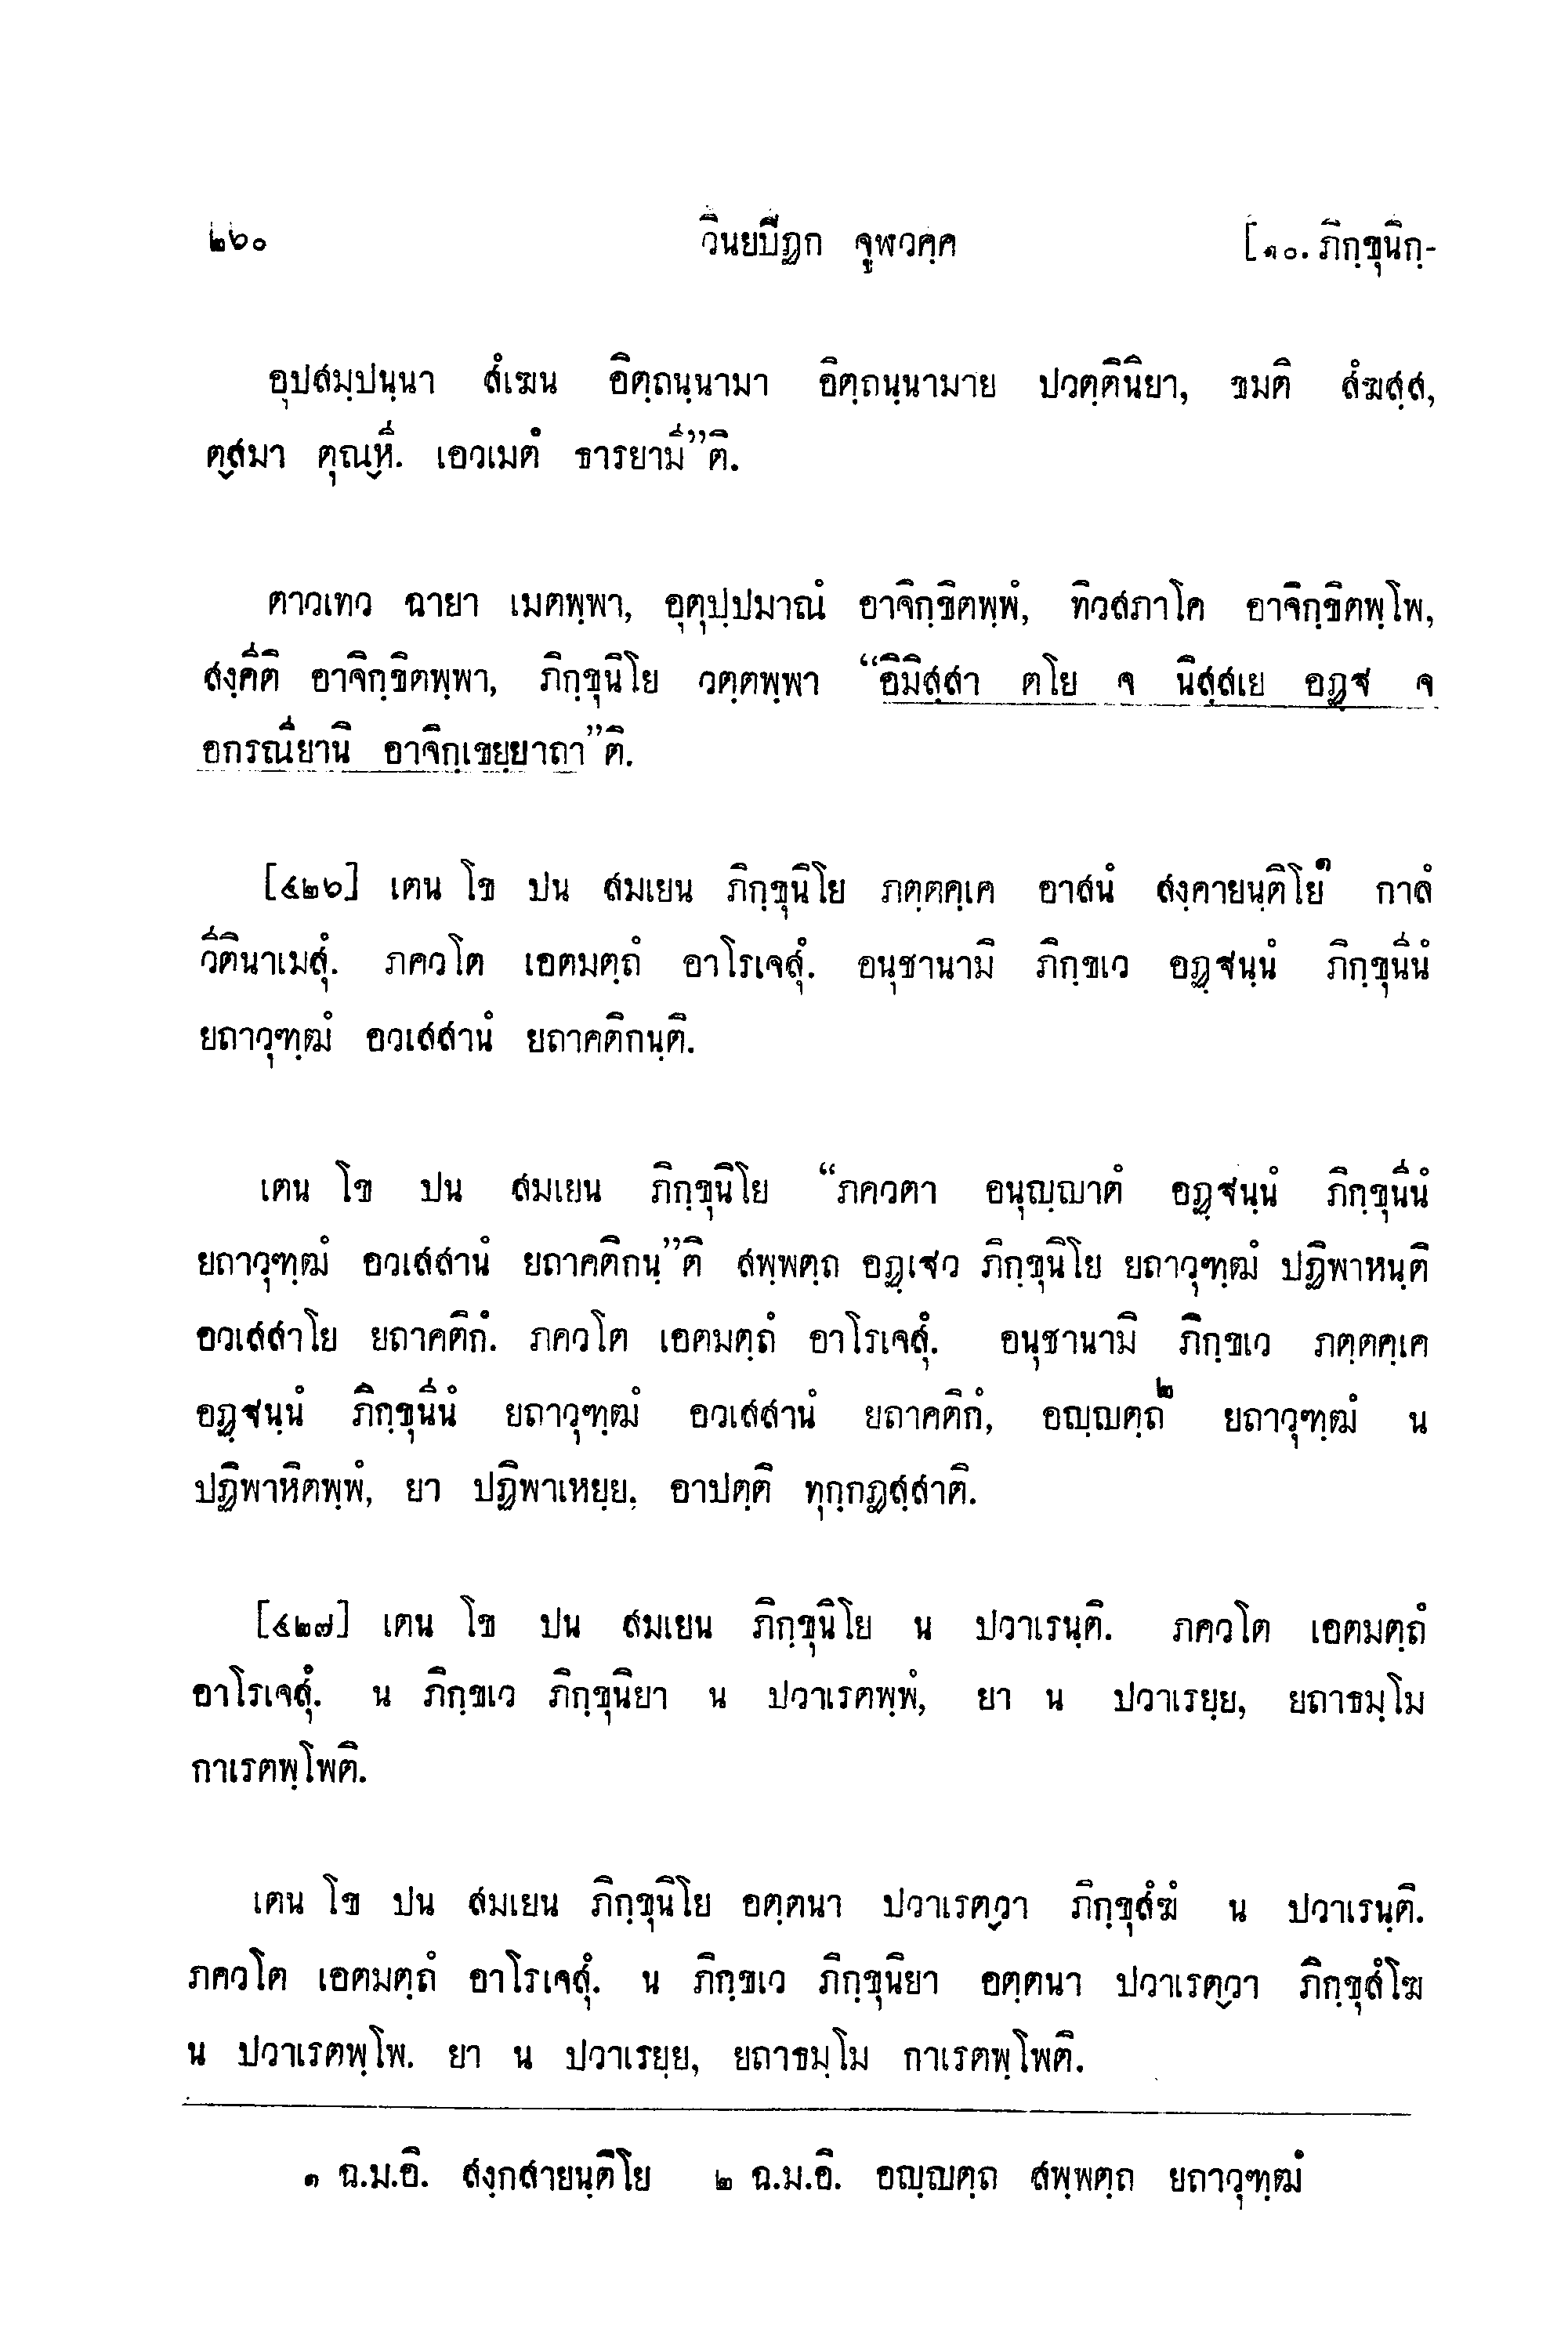 ๒๖๐ วินยปิฏก จูฬวคฺค [๑๐. ภิกฺขุนิกฺ-
อุปสมฺปนฺนา สํเฆน อิตฺถนฺนามา อิตฺถนฺนามาย ปวตฺตินิยา, ขมติ สํฆสฺส,
ตสฺมา ตุณฺหี. เอวเมตํ ธารยามี”ติ.
ตาวเทว ฉายา เมตพฺพา, อุตุปฺปมาณํ อาจิกฺขิตพฺพํ, ทิวสภาโค อาจิกฺขิตพฺโพ,
สงฺคีติ อาจิกฺขิตพฺพา, ภิกฺขุนิโย วตฺตพฺพา “อิมิสฺสา ตโย จ นิสฺสเย อฏฺฐ จ
อกรณียานิ อาจิกฺเขยฺยาถา”ติ.
[๔๒๖] เตน โข ปน สมเยน ภิกฺขุนิโย ภตฺตคฺเค อาสนํ สงฺคายนฺติโย๑ กาลํ
วีตินาเมสุํ. ภควโต เอตมตฺถํ อาโรเจสุํ. อนุชานามิ ภิกฺขเว อฏฺฐนฺนํ ภิกฺขุนีนํ
ยถาวุฑฺฒํ อวเสสานํ ยถาคติกนฺติ.
เตน โข ปน สมเยน ภิกฺขุนิโย “ภควตา อนุญฺญาตํ อฏฺฐนฺนํ ภิกฺขุนีนํ
ยถาวุฑฺฒํ อวเสสานํ ยถาคติกนฺ”ติ สพฺพตฺถ อฏฺเฐว ภิกฺขุนิโย ยถาวุฑฺฒํ ปฏิพาหนฺติ
อวเสสาโย ยถาคติกํ. ภควโต เอตมตฺถํ อาโรเจสุํ. อนุชานามิ ภิกฺขเว ภตฺตคฺเค
อฏฺฐนฺนํ ภิกฺขุนีนํ ยถาวุฑฺฒํ อวเสสานํ ยถาคติกํ, อญฺญตฺถ๒ ยถาวุฑฺฒํ น
ปฏิพาหิตพฺพํ, ยา ปฏิพาเหยฺย, อาปตฺติ ทุกฺกฏสฺสาติ.
[๔๒๗] เตน โข ปน สมเยน ภิกฺขุนิโย น ปวาเรนฺติ. ภควโต เอตมตฺถํ
อาโรเจสุํ. น ภิกฺขเว ภิกฺขุนิยา น ปวาเรตพฺพํ, ยา น ปวาเรยฺย, ยถาธมฺโม
กาเรตพฺโพติ.
เตน โข ปน สมเยน ภิกฺขุนิโย อตฺตนา ปวาเรตฺวา ภิกฺขุสํฆํ น ปวาเรนฺติ.
ภควโต เอตมตฺถํ อาโรเจสุํ. น ภิกฺขเว ภิกฺขุนิยา อตฺตนา ปวาเรตฺวา ภิกฺขุสํโฆ
น ปวาเรตพฺโพ. ยา น ปวาเรยฺย, ยถาธมฺโม กาเรตพฺโพติ.
๑ ฉ.ม.อิ. สงฺกสายนฺติโย ๒ ฉ.ม.อิ. อญฺญตฺถ สพฺพตฺถ ยถาวุฑฺฒํ